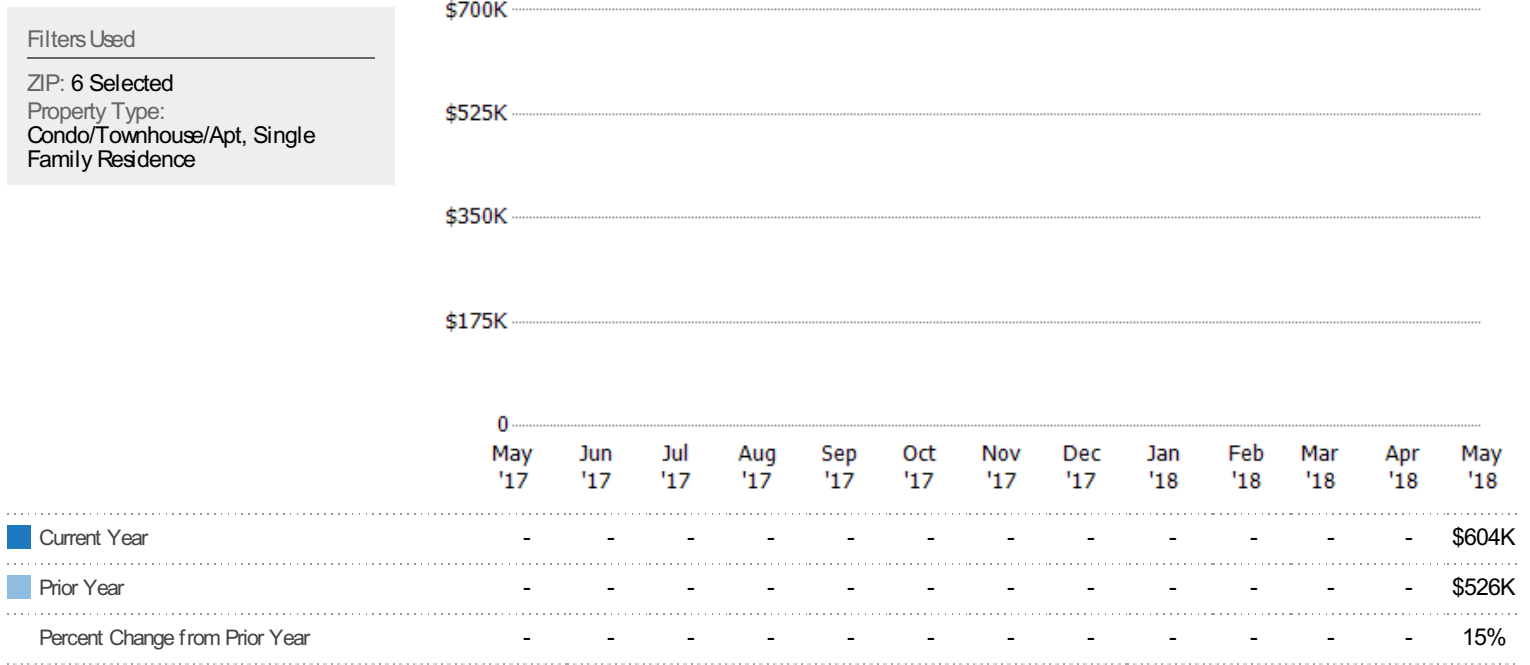 Filters Used
ZIP: 6 Selected
Property Type:
Condo/Townhouse/Apt, Single
Family Residence
$700K
$525K
$350K
$175K
0
May Jun Jul Aug Sep Oct Nov Dec Jan Feb Mar Apr May
'17 '17 '17 '17 '17 '17 '17 '17 '18 '18 '18 '18 '18
Current Year - - - - - - - - - - - - $604K
Prior Year - - - - - - - - - - - - $526K
Percent Change from Prior Year - - - - - - - - - - - - 15%